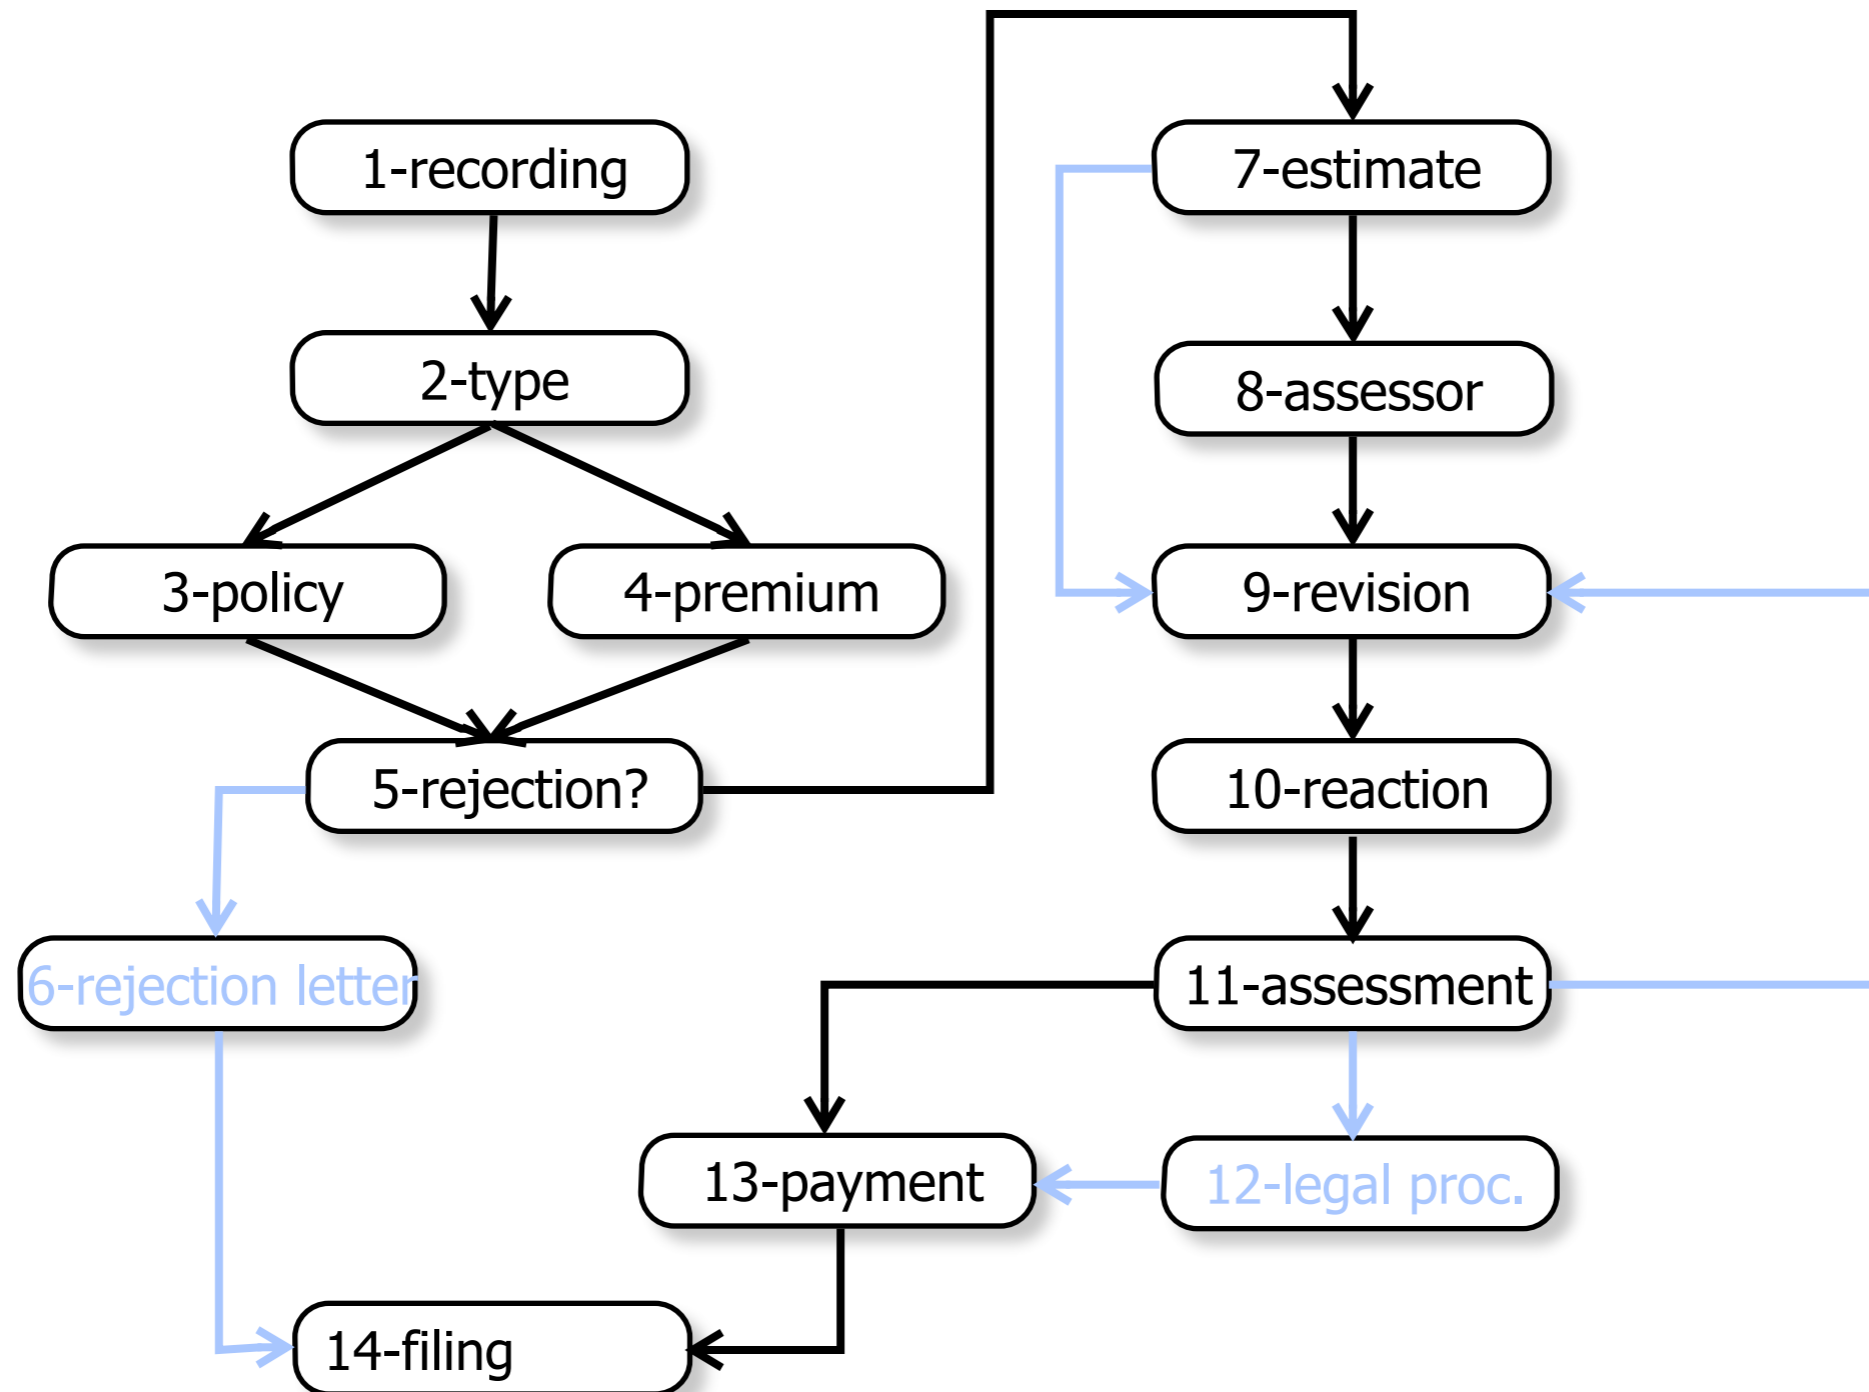 1-recording
2-type
3-policy
4-premium
5-rejection?
6-rejection letter
7-estimate
8-assessor
9-revision
10-reaction
11-assessment
12-legal proc.
13-payment
14-filing